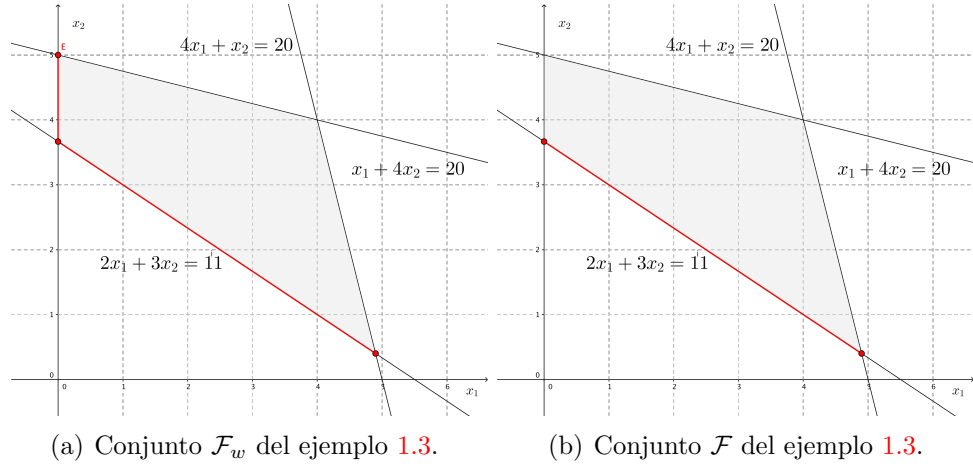 x₂
E
4x₁ + x₂ = 20
5
4
x₁ + 4x₂ = 20
3
2
2x₁ + 3x₂ = 11
1
0
0 1 2 3 4 5 6
x₁
(a) Conjunto ℱ_w del ejemplo 1.3.
x₂
4x₁ + x₂ = 20
5
4
x₁ + 4x₂ = 20
3
2
2x₁ + 3x₂ = 11
1
0
0 1 2 3 4 5 6
x₁
(b) Conjunto ℱ del ejemplo 1.3.